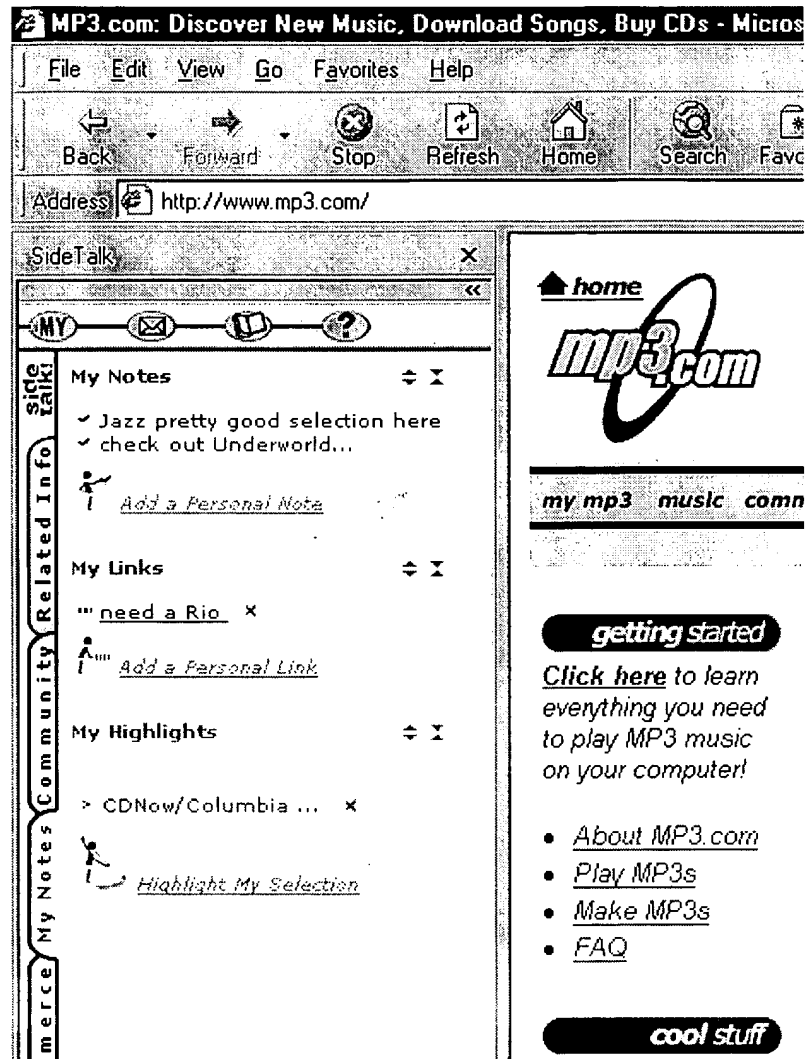 MP3.com: Discover New Music, Download Songs, Buy CDs - Micros
File Edit View Go Favorites Help
Back Forward Stop Refresh Home Search Favo
Address http://www.mp3.com/
SideTalk
MY ?
side talk!
Related Info
Community
My Notes
merce
My Notes
Jazz pretty good selection here
check out Underworld...
Add a Personal Note
My Links
need a Rio
Add a Personal Link
My Highlights
> CDNow/Columbia ...
Highlight My Selection
home
mp3.com
my mp3 music comm
getting started
Click here to learn
everything you need
to play MP3 music
on your computer!
• About MP3.com
• Play MP3s
• Make MP3s
• FAQ
cool stuff